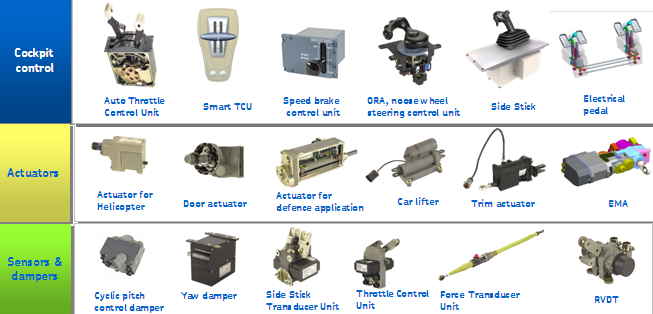 Cockpit
control
Auto Throttle
Control Unit
Smart TCU
Speed brake
control unit
ORA, noose wheel
steering control unit
Side Stick
Electrical
pedal
Actuators
Actuator for
Helicopter
Door actuator
Actuator for
defence application
Car lifter
Trim actuator
EMA
Sensors &
dampers
Cyclic pitch
control damper
Yaw damper
Side Stick
Transducer Unit
Throttle Control
Unit
Force Transducer
Unit
RVDT